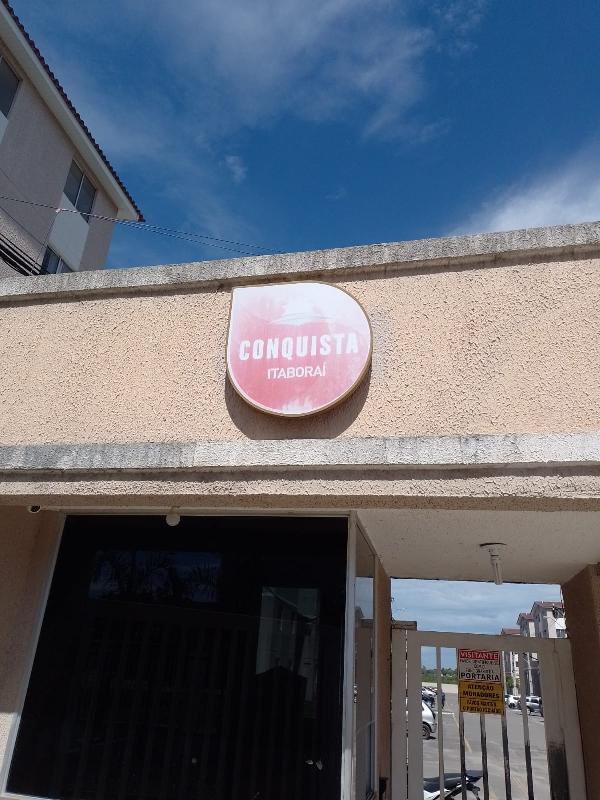 CONQUISTA
ITABORAÍ
VISITANTE
PORTARIA
ATENÇÃO
MORADORES